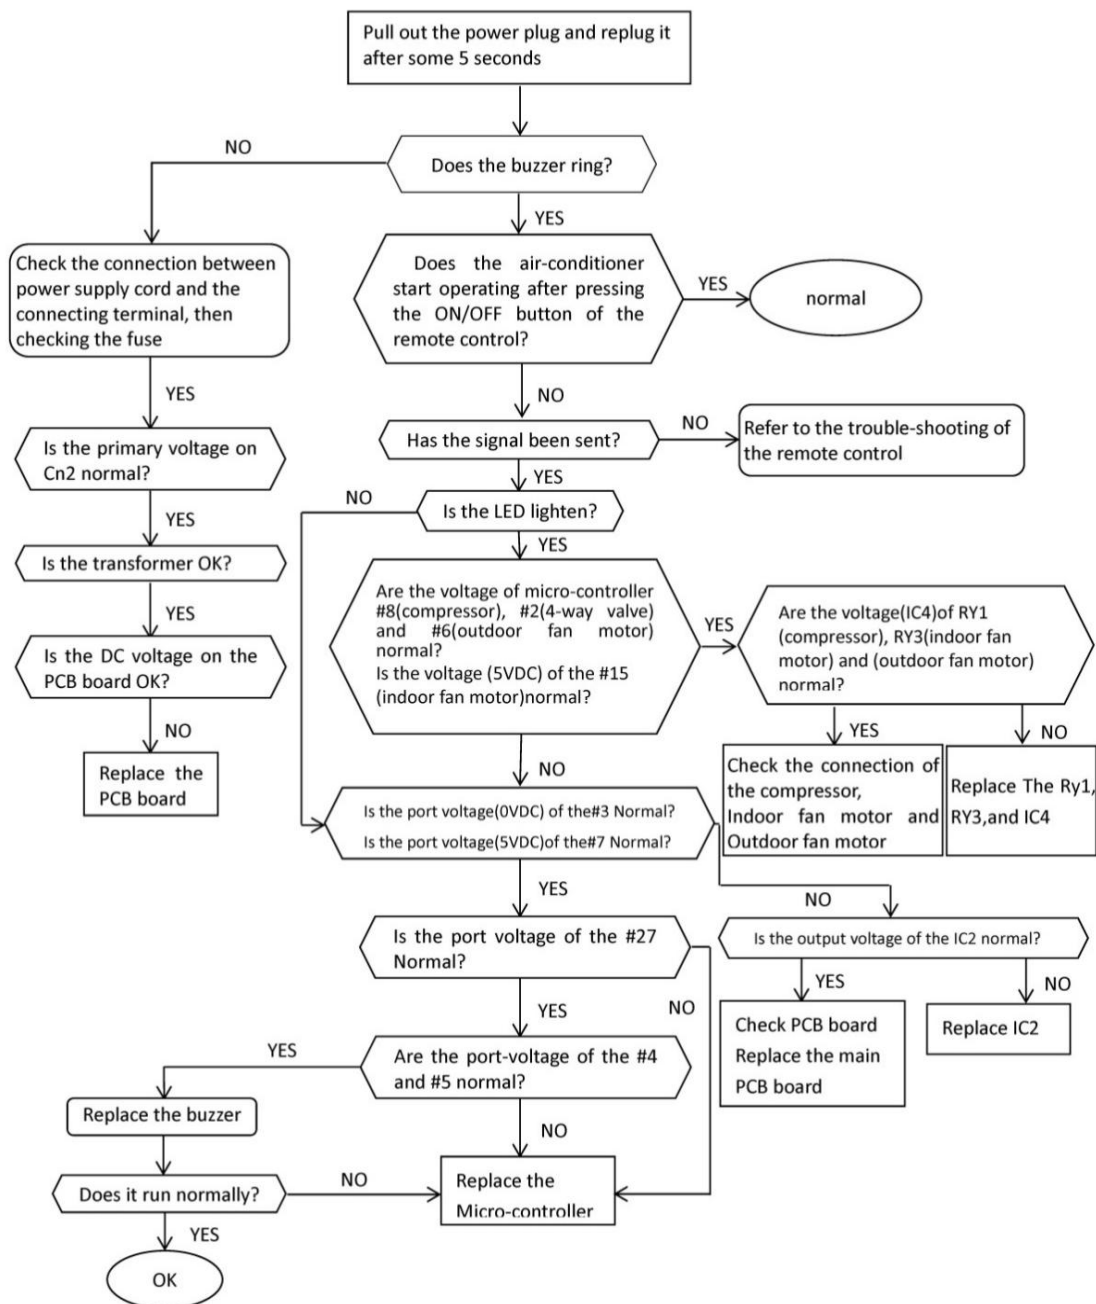 Pull out the power plug and replug it
after some 5 seconds
NO
Does the buzzer ring?
YES
Check the connection between
power supply cord and the
connecting terminal, then
checking the fuse
Does the air-conditioner
start operating after pressing
the ON/OFF button of the
remote control?
YES
normal
YES
NO
Is the primary voltage on
Cn2 normal?
Has the signal been sent?
NO
Refer to the trouble-shooting of
the remote control
YES
NO
Is the LED lighten?
YES
YES
Is the transformer OK?
YES
Is the DC voltage on the
PCB board OK?
NO
Replace the
PCB board
Are the voltage of micro-controller
#8(compressor), #2(4-way valve)
and #6(outdoor fan motor)
normal?
Is the voltage (5VDC) of the #15
(indoor fan motor)normal?
YES
Are the voltage(IC4)of RY1
(compressor), RY3(indoor fan
motor) and (outdoor fan motor)
normal?
YES
NO
Check the connection of
the compressor,
Indoor fan motor and
Outdoor fan motor
Replace The Ry1,
RY3,and IC4
NO
Is the port voltage(0VDC) of the#3 Normal?
Is the port voltage(5VDC)of the#7 Normal?
YES
NO
Is the port voltage of the #27
Normal?
Is the output voltage of the IC2 normal?
YES
NO
YES
NO
Check PCB board
Replace the main
PCB board
Replace IC2
YES
Are the port-voltage of the #4
and #5 normal?
Replace the buzzer
NO
Does it run normally?
NO
Replace the
Micro-controller
YES
OK